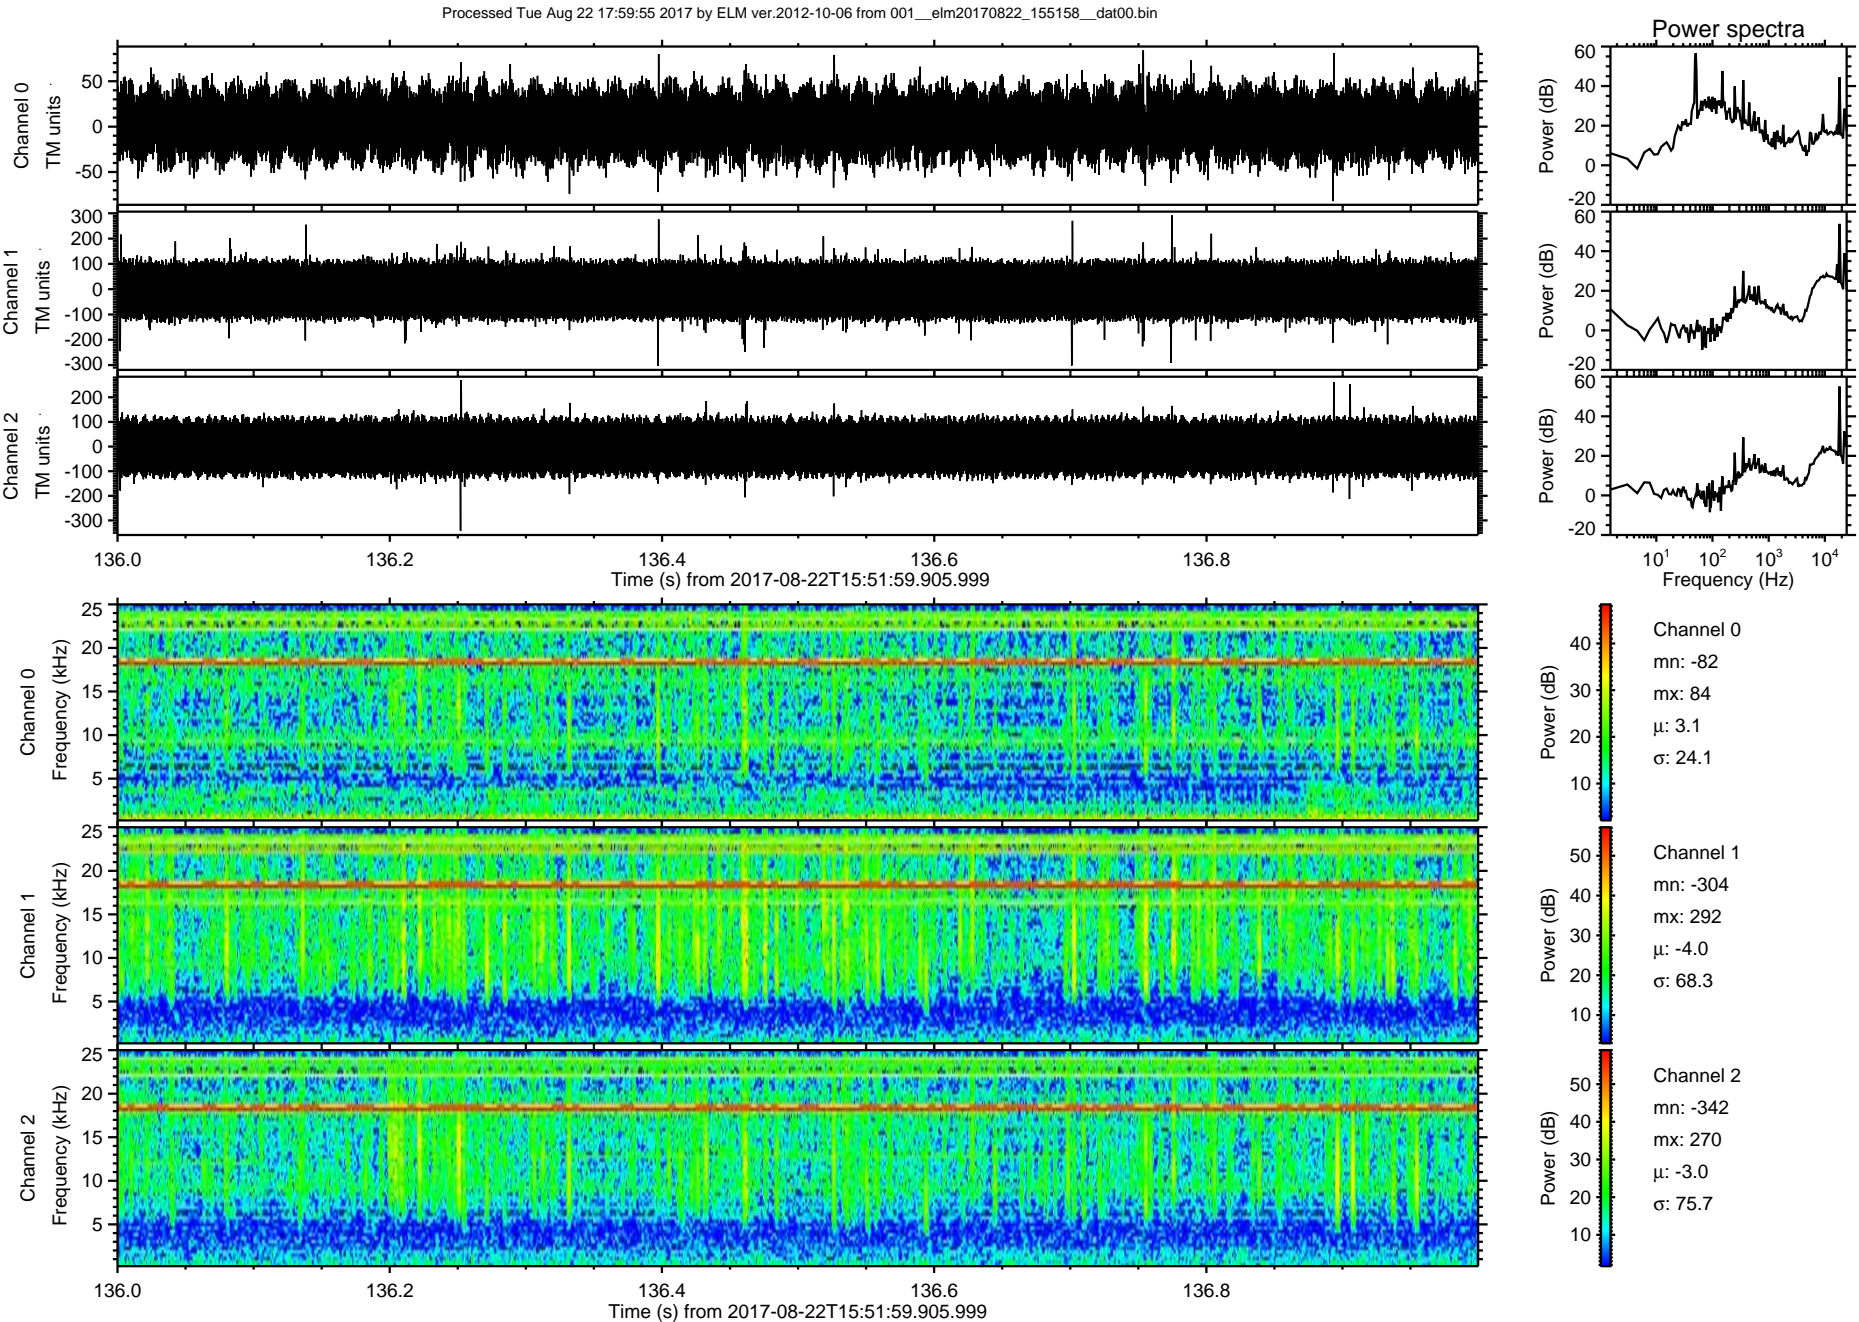 Processed Tue Aug 22 17:59:55 2017 by ELM ver.2012-10-06 from 001__elm20170822_155158__dat00.bin
Power spectra
Channel 0
TM units
50
0
-50
Power (dB)
60
40
20
0
-20
Channel 1
TM units
300
200
100
0
-100
-200
-300
Power (dB)
60
40
20
0
-20
Channel 2
TM units
200
100
0
-100
-200
-300
Power (dB)
60
40
20
0
-20
136.0 136.2 136.4 136.6 136.8
Time (s) from 2017-08-22T15:51:59.905.999
10¹ 10² 10³ 10⁴
Frequency (Hz)
Channel 0
Frequency (kHz)
25
20
15
10
5
Power (dB)
40
30
20
10
Channel 0
mn: -82
mx: 84
μ: 3.1
σ: 24.1
Channel 1
Frequency (kHz)
25
20
15
10
5
Power (dB)
50
40
30
20
10
Channel 1
mn: -304
mx: 292
μ: -4.0
σ: 68.3
Channel 2
Frequency (kHz)
25
20
15
10
5
Power (dB)
50
40
30
20
10
Channel 2
mn: -342
mx: 270
μ: -3.0
σ: 75.7
136.0 136.2 136.4 136.6 136.8
Time (s) from 2017-08-22T15:51:59.905.999